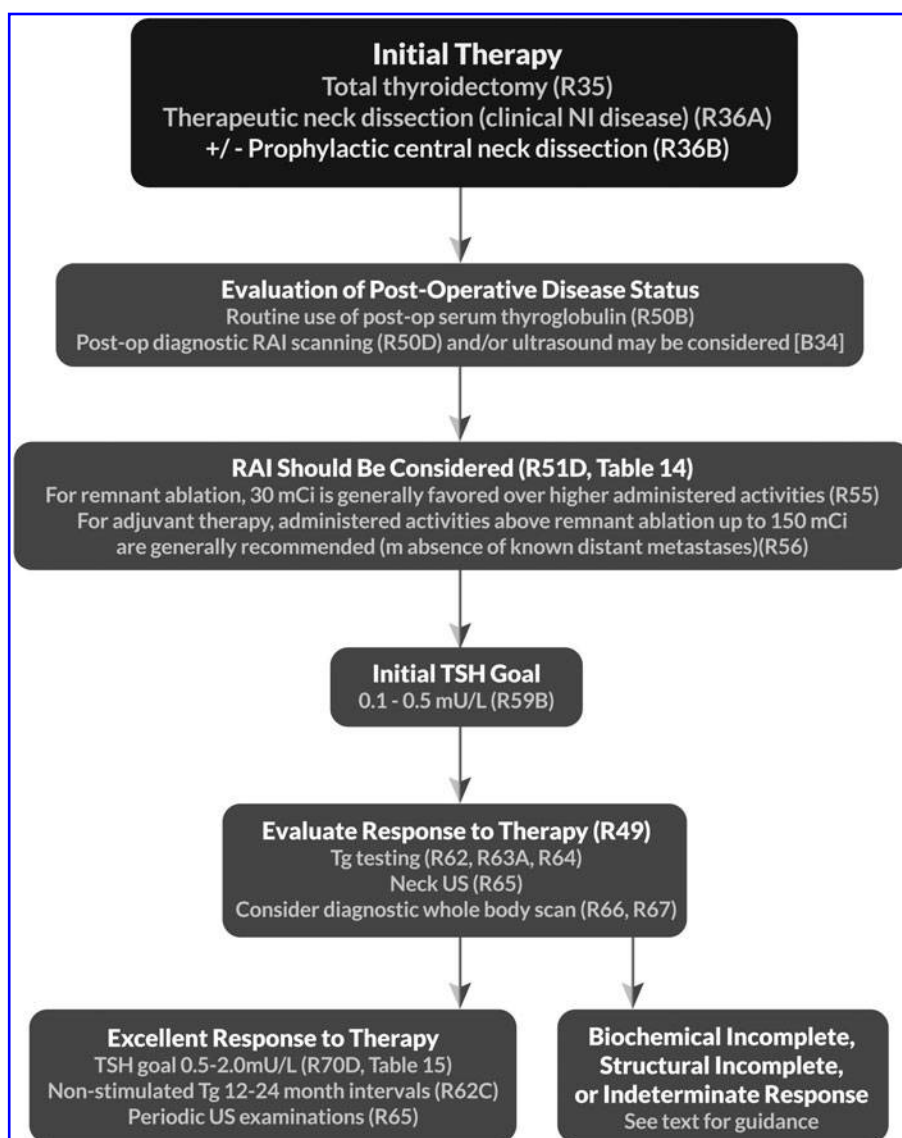 Initial Therapy
Total thyroidectomy (R35)
Therapeutic neck dissection (clinical NI disease) (R36A)
+/ - Prophylactic central neck dissection (R36B)
Evaluation of Post-Operative Disease Status
Routine use of post-op serum thyroglobulin (R50B)
Post-op diagnostic RAI scanning (R50D) and/or ultrasound may be considered [B34]
RAI Should Be Considered (R51D, Table 14)
For remnant ablation, 30 mCi is generally favored over higher administered activities (R55)
For adjuvant therapy, administered activities above remnant ablation up to 150 mCi
are generally recommended (m absence of known distant metastases)(R56)
Initial TSH Goal
0.1 - 0.5 mU/L (R59B)
Evaluate Response to Therapy (R49)
Tg testing (R62, R63A, R64)
Neck US (R65)
Consider diagnostic whole body scan (R66, R67)
Excellent Response to Therapy
TSH goal 0.5-2.0mU/L (R70D, Table 15)
Non-stimulated Tg 12-24 month intervals (R62C)
Periodic US examinations (R65)
Biochemical Incomplete,
Structural Incomplete,
or Indeterminate Response
See text for guidance